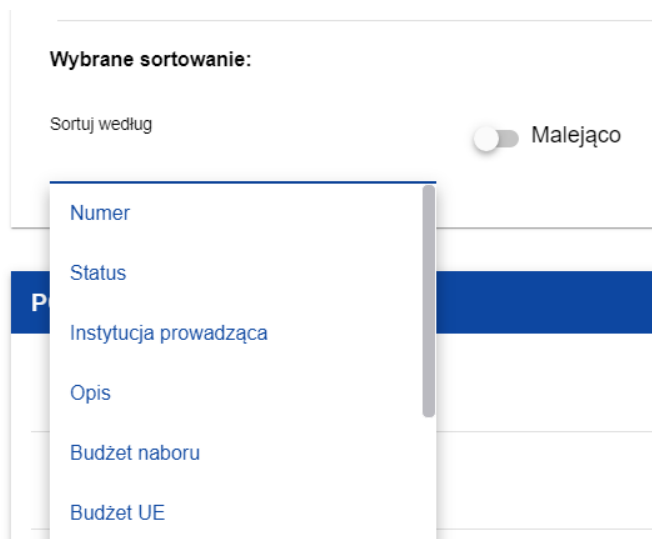 Wybrane sortowanie:
Sortuj według
Malejąco
Numer
Status
Instytucja prowadząca
Opis
Budżet naboru
Budżet UE